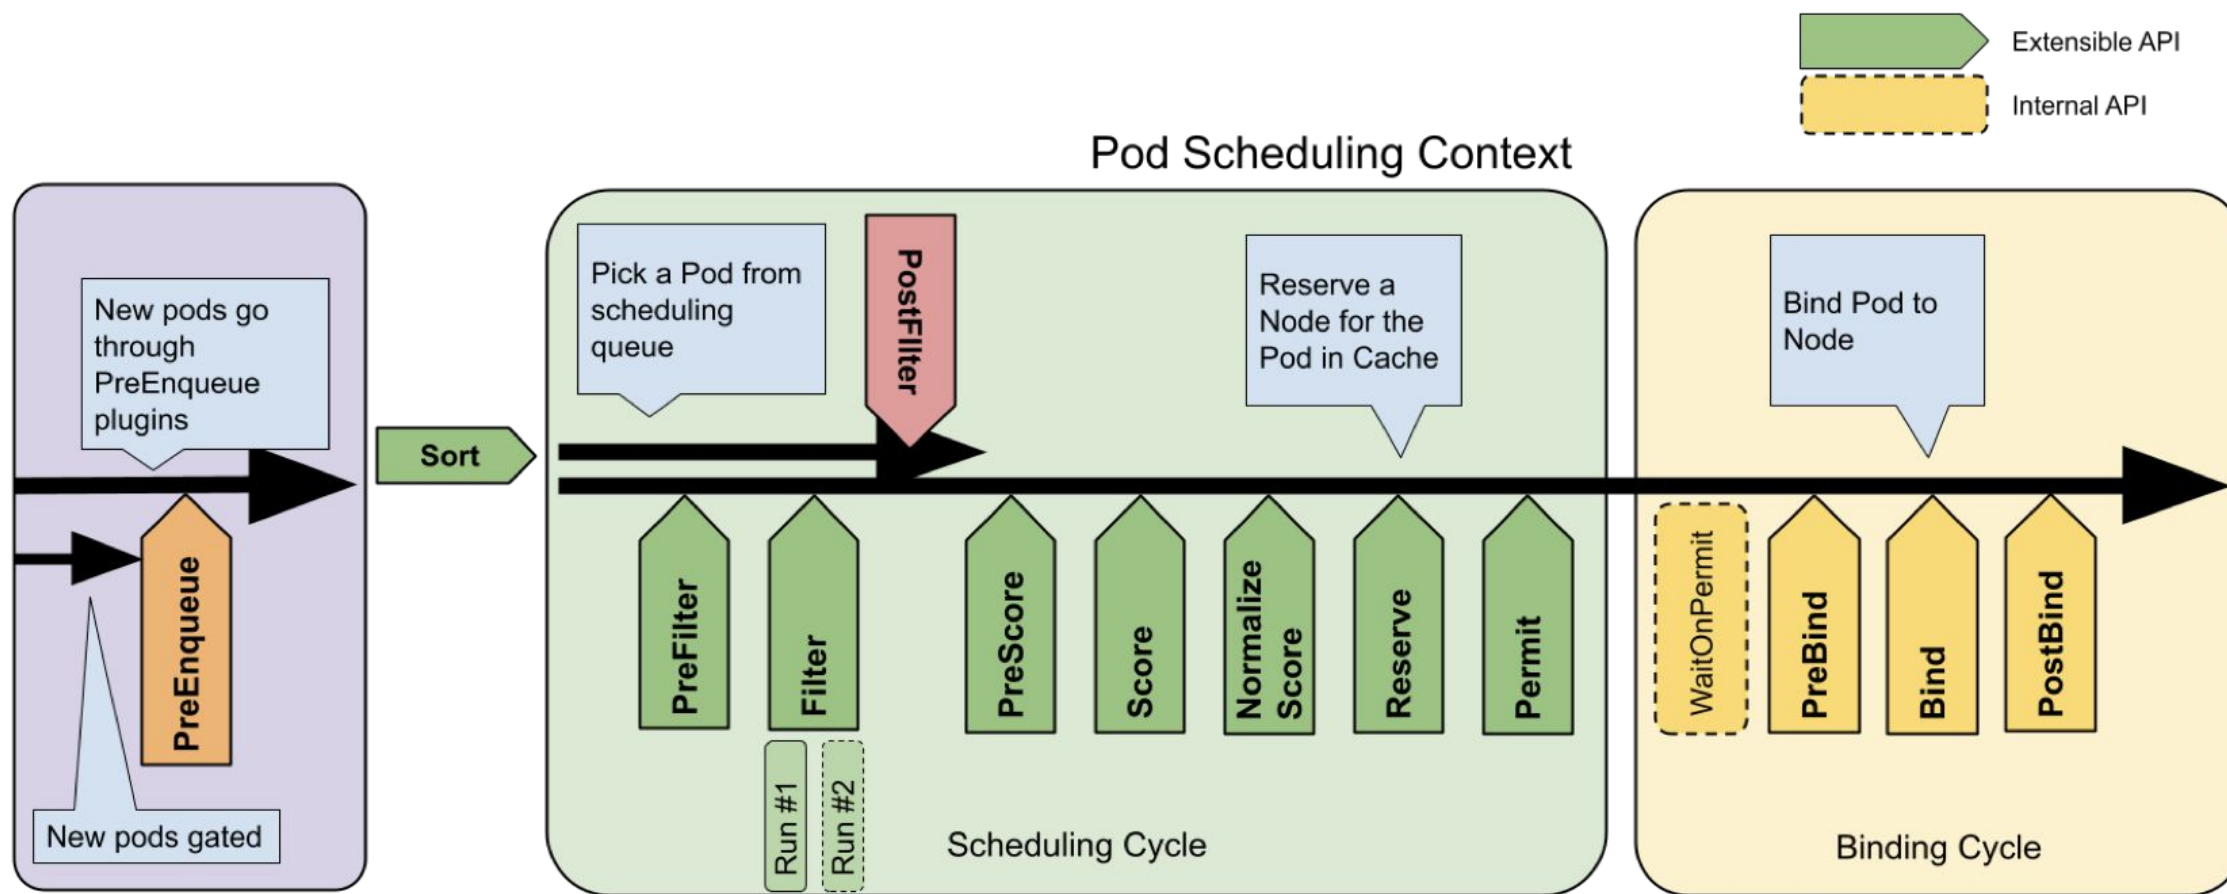 Extensible API
Internal API
Pod Scheduling Context
New pods go
through
PreEnqueue
plugins
PreEnqueue
New pods gated
Sort
Pick a Pod from
scheduling
queue
PostFIlter
Reserve a
Node for the
Pod in Cache
PreFilter
Filter
Run #1
Run #2
PreScore
Score
Normalize
Score
Reserve
Permit
Scheduling Cycle
Bind Pod to
Node
WaitOnPermit
PreBind
Bind
PostBind
Binding Cycle